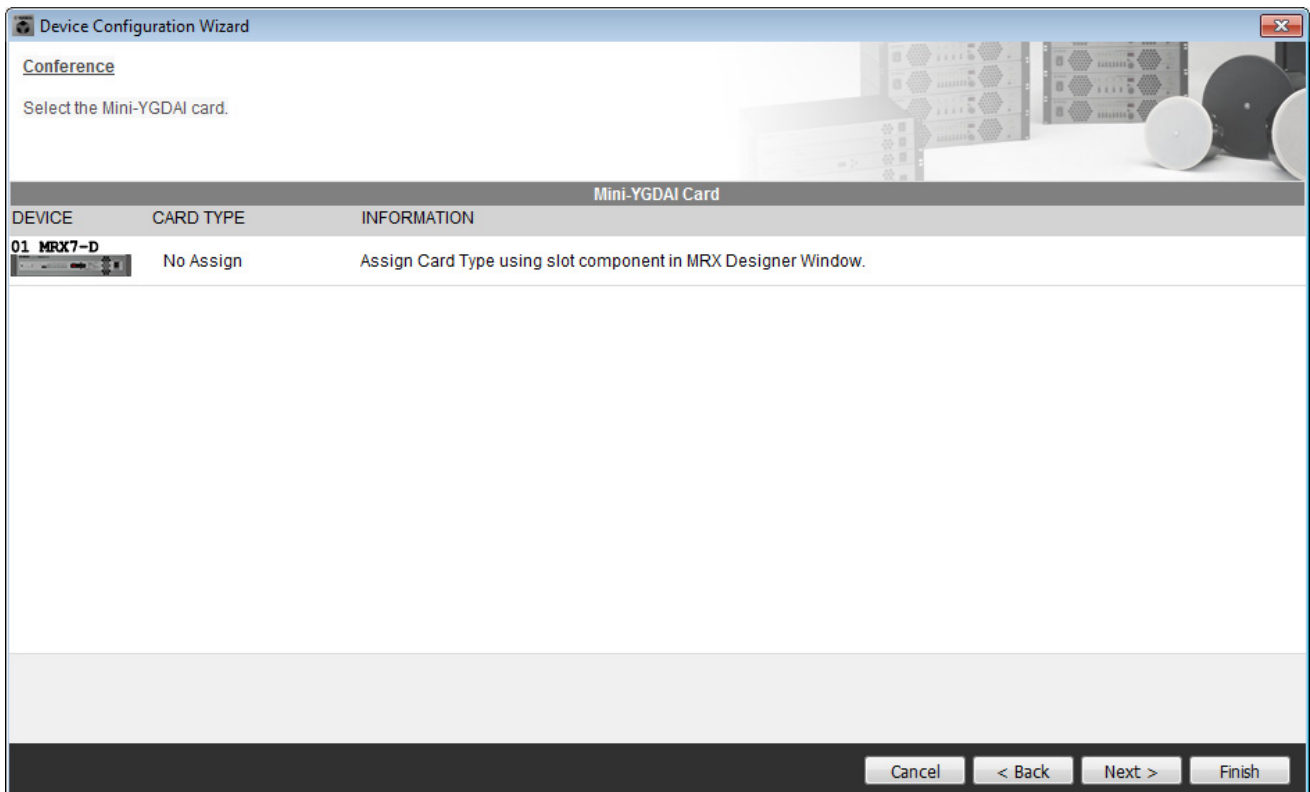 Device Configuration Wizard
Conference
Select the Mini-YGDAI card.
Mini-YGDAI Card
DEVICE CARD TYPE INFORMATION
01 MRX7-D
No Assign Assign Card Type using slot component in MRX Designer Window.
Cancel < Back Next > Finish